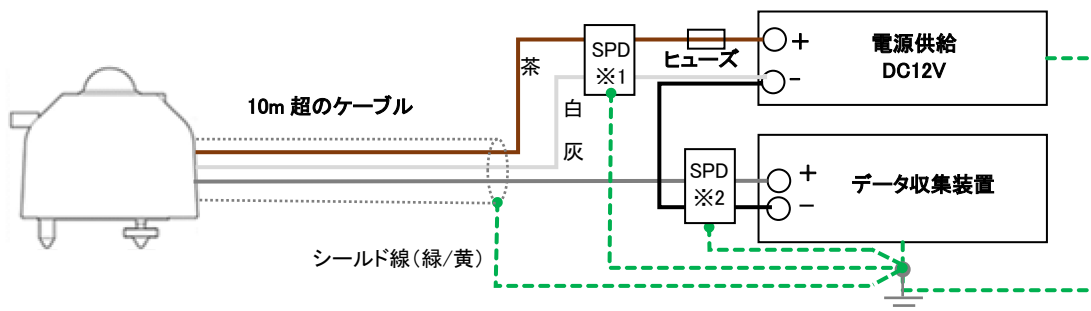 10m 超のケーブル
茶
白
灰
シールド線(緑/黄)
SPD
※1
ヒューズ
+
-
電源供給
DC12V
SPD
※2
+
-
データ収集装置